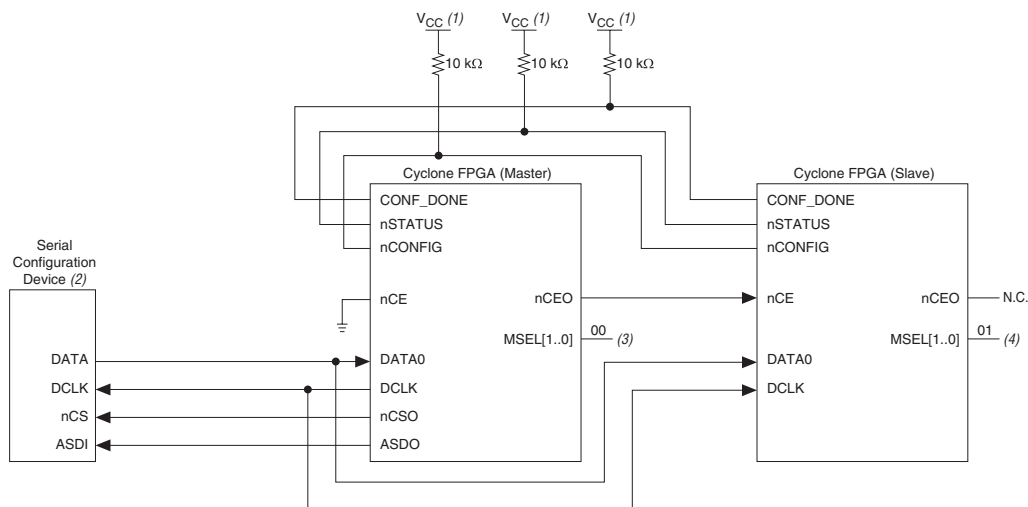 VCC (1)
VCC (1)
VCC (1)
10 kΩ
10 kΩ
10 kΩ
Cyclone FPGA (Master)
Cyclone FPGA (Slave)
CONF_DONE
nSTATUS
nCONFIG
nCE
DATA0
DCLK
nCSO
ASDO
nCEO
MSEL[1..0]
00
(3)
CONF_DONE
nSTATUS
nCONFIG
nCE
DATA0
DCLK
nCEO
N.C.
MSEL[1..0]
01
(4)
Serial
Configuration
Device (2)
DATA
DCLK
nCS
ASDI